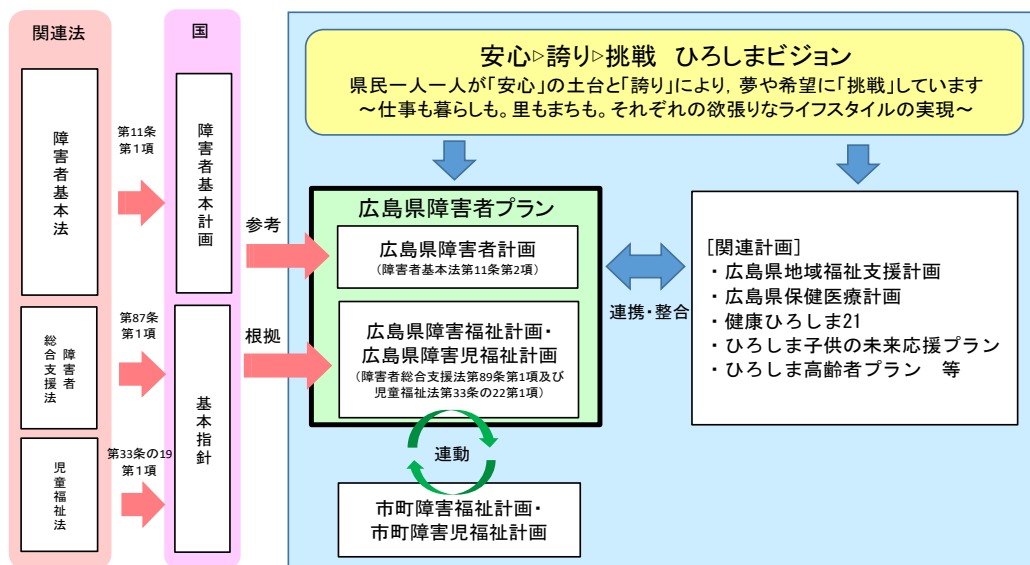 関連法
障害者基本法
障害者
総合支援法
児童福祉法
第11条
第1項
第87条
第1項
第33条の19
第1項
国
障害者基本計画
基本指針
参考
根拠
安心▷誇り▷挑戦 ひろしまビジョン
県民一人一人が「安心」の土台と「誇り」により, 夢や希望に「挑戦」しています
～仕事も暮らしも。里もまちも。それぞれの欲張りなライフスタイルの実現～
広島県障害者プラン
広島県障害者計画
（障害者基本法第11条第2項）
広島県障害福祉計画・
広島県障害児福祉計画
（障害者総合支援法第89条第1項及び
児童福祉法第33条の22第1項）
連動
市町障害福祉計画・
市町障害児福祉計画
連携・整合
[関連計画]
・広島県地域福祉支援計画
・広島県保健医療計画
・健康ひろしま21
・ひろしま子供の未来応援プラン
・ひろしま高齢者プラン 等